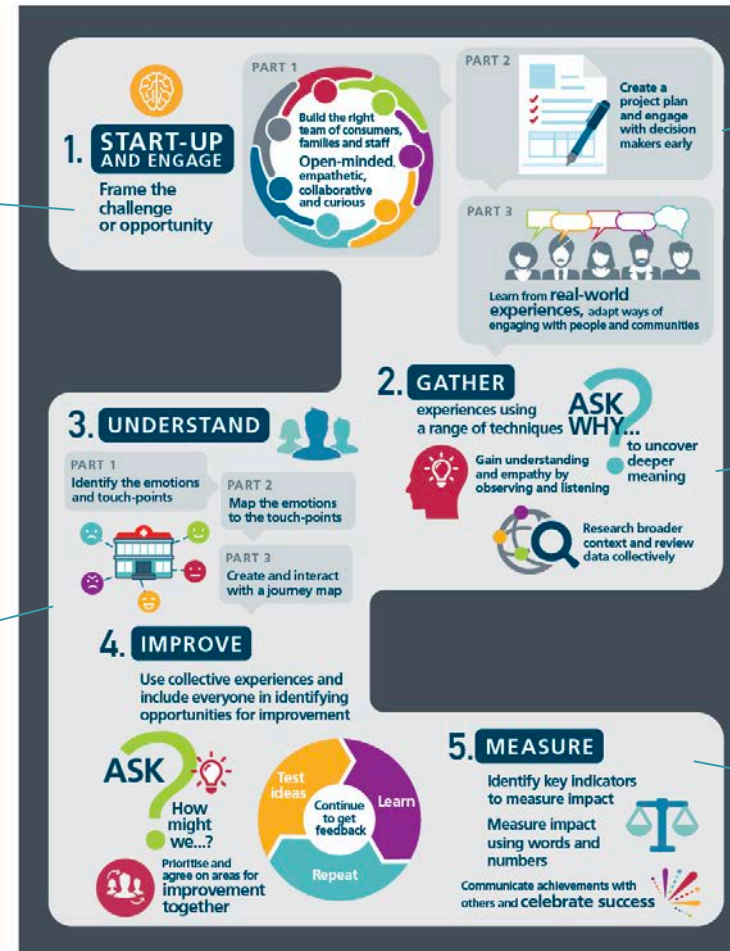 1. START-UP
AND ENGAGE
Frame the
challenge
or opportunity
PART 1
Build the right
team of consumers,
families and staff
Open-minded,
empathetic,
collaborative
and curious
PART 2
Create a
project plan
and engage
with decision
makers early
PART 3
Learn from real-world
experiences, adapt ways of
engaging with people and communities
2. GATHER
experiences using
a range of techniques
ASK
WHY...
?
to uncover
deeper
meaning
Gain understanding
and empathy by
observing and listening
Research broader
context and review
data collectively
3. UNDERSTAND
PART 1
Identify the emotions
and touch-points
PART 2
Map the emotions
to the touch-points
PART 3
Create and interact
with a journey map
4. IMPROVE
Use collective experiences and
include everyone in identifying
opportunities for improvement
ASK
?
How
might
we...?
Prioritise and
agree on areas for
improvement
together
Test
ideas
Learn
Repeat
Continue
to get
feedback
5. MEASURE
Identify key indicators
to measure impact
Measure impact
using words and
numbers
Communicate achievements with
others and celebrate success